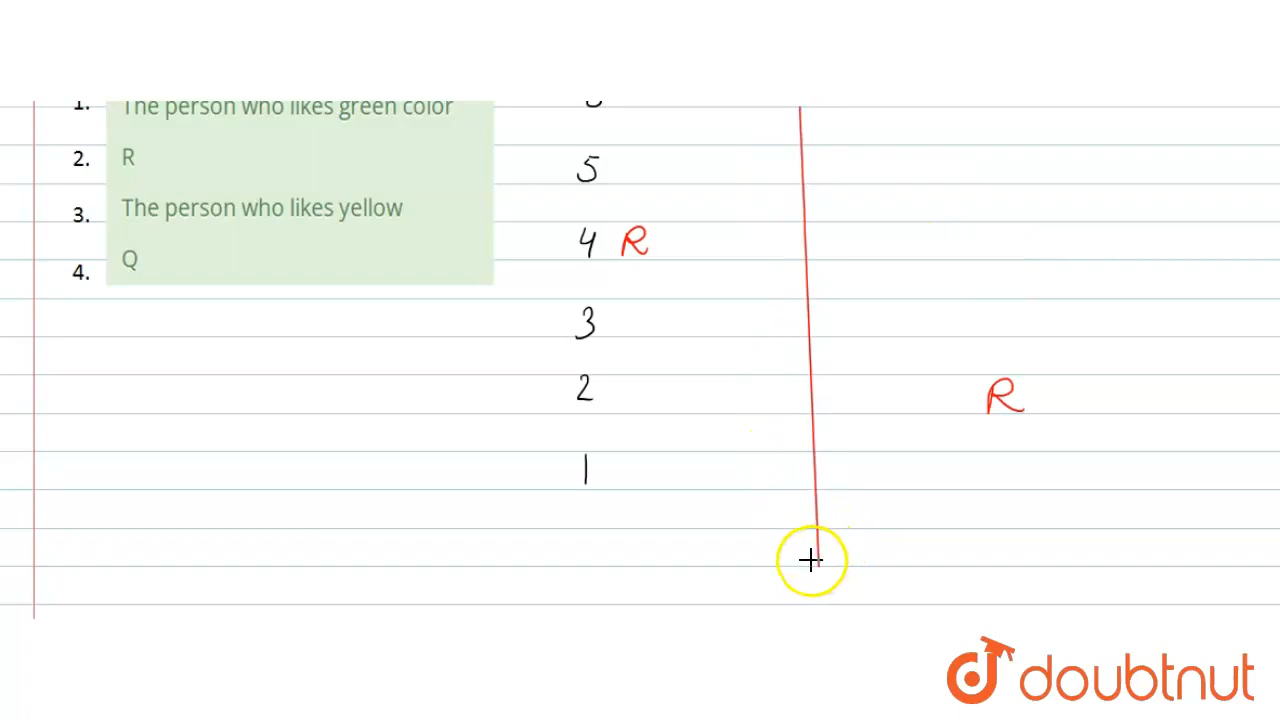 1. The person who likes green color
2. R
3. The person who likes yellow
4. Q
5
4 R
3
2
1
R
doubtnut